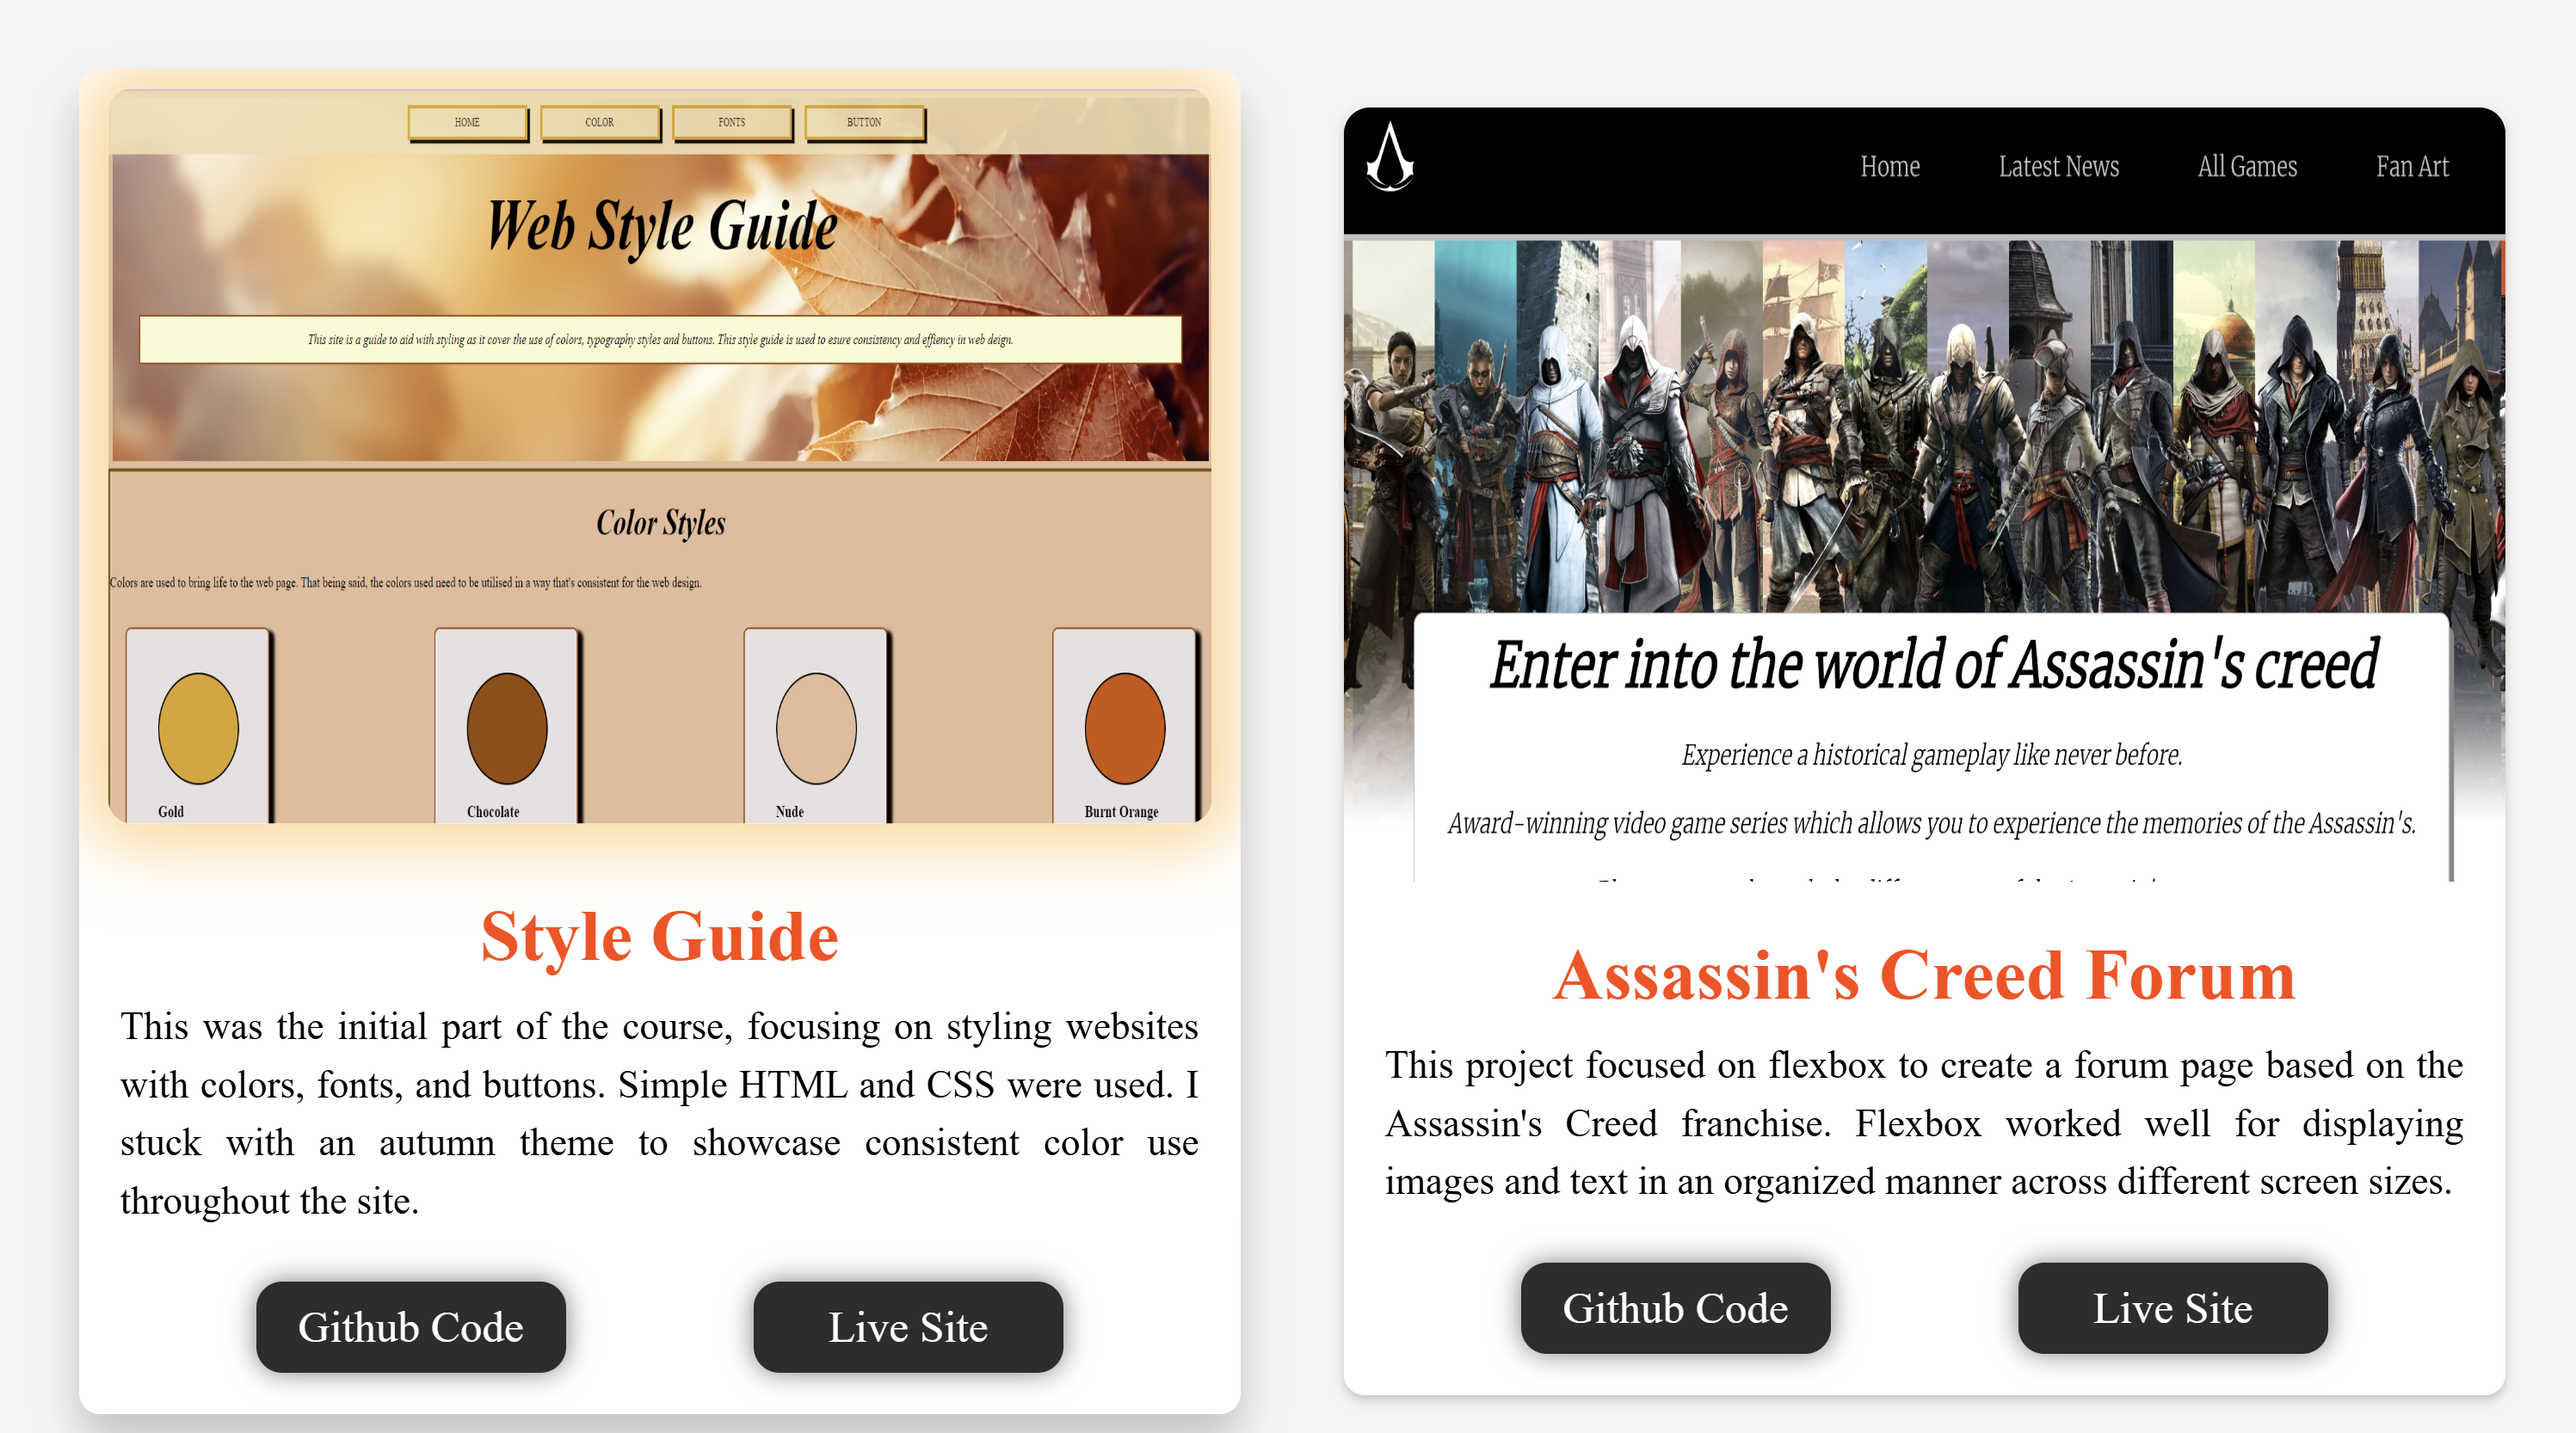 HOME
COLOR
FONTS
BUTTON
Web Style Guide
This site is a guide to aid with styling as it cover the use of colors, typography styles and buttons. This style guide is used to esure consistency and effiency in web deign.
Color Styles
Colors are used to bring life to the web page. That being said, the colors used need to be utilised in a way that's consistent for the web design.
Gold
Chocolate
Nude
Burnt Orange
Style Guide
This was the initial part of the course, focusing on styling websites
with colors, fonts, and buttons. Simple HTML and CSS were used. I
stuck with an autumn theme to showcase consistent color use
throughout the site.
Github Code
Live Site
Home
Latest News
All Games
Fan Art
Enter into the world of Assassin's creed
Experience a historical gameplay like never before.
Award-winning video game series which allows you to experience the memories of the Assassin's.
Assassin's Creed Forum
This project focused on flexbox to create a forum page based on the
Assassin's Creed franchise. Flexbox worked well for displaying
images and text in an organized manner across different screen sizes.
Github Code
Live Site